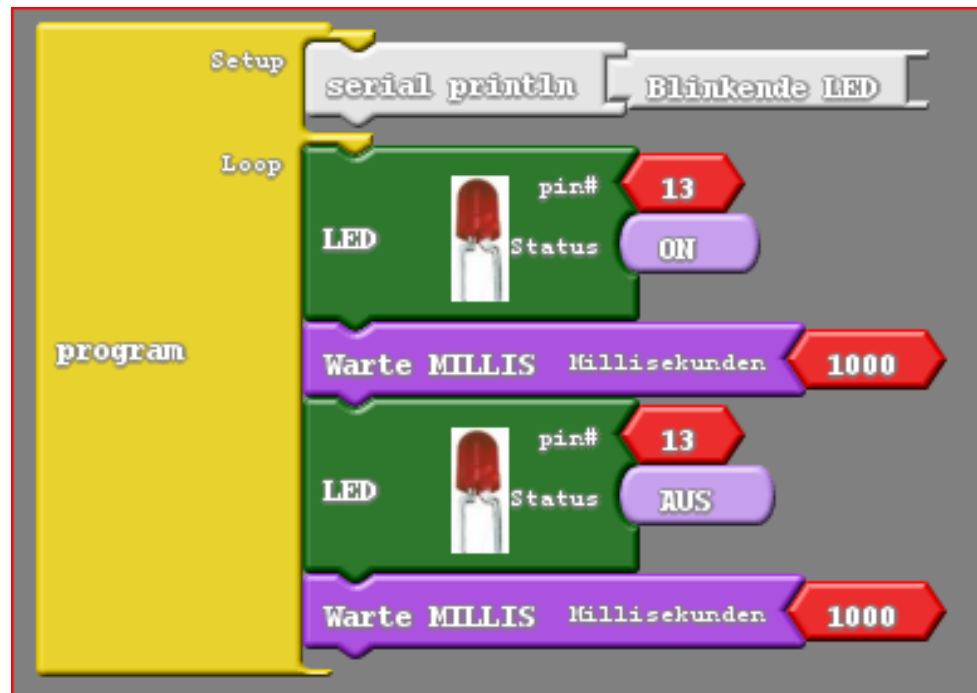 Setup
serial println Blinkende LED
Loop
pin# 13
LED
Status ON
program
Warte MILLIS Millisekunden 1000
pin# 13
LED
Status AUS
Warte MILLIS Millisekunden 1000